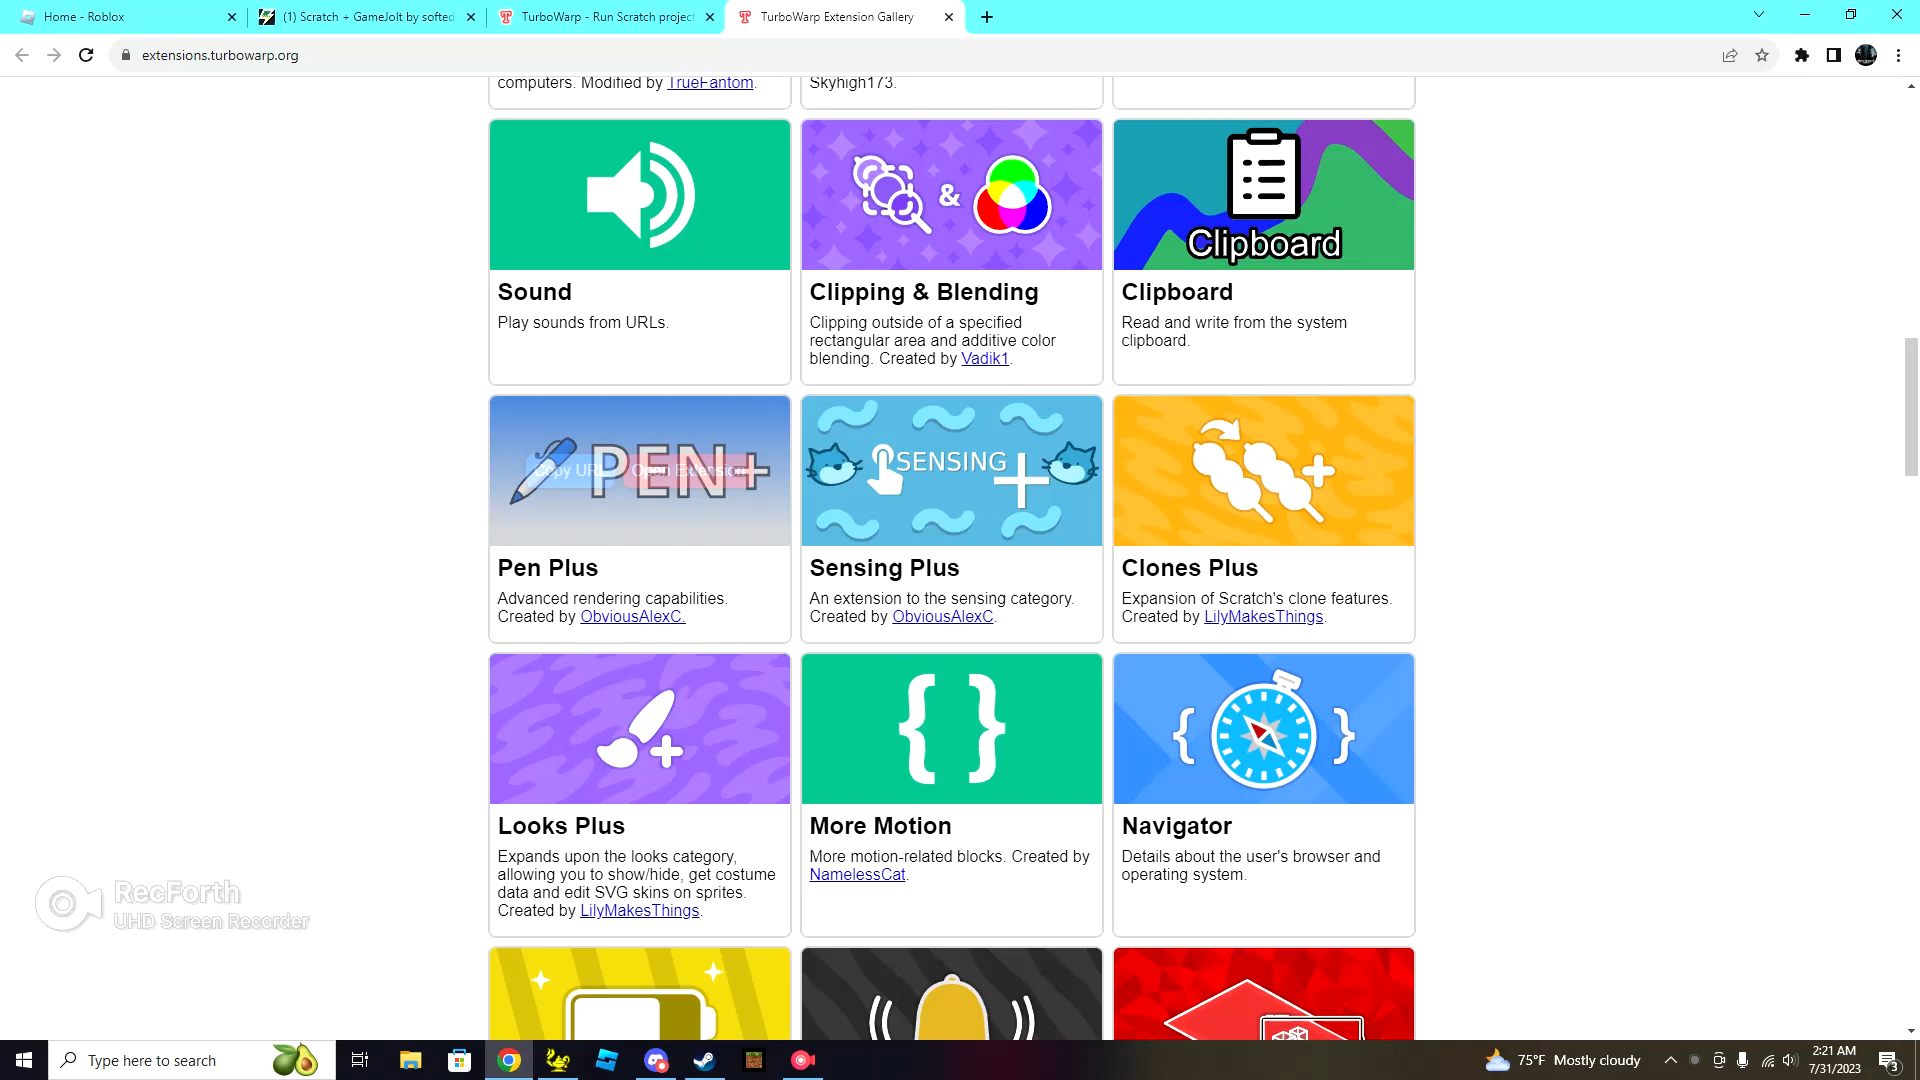 Home - Roblox
(1) Scratch + GameJolt by softed
TurboWarp - Run Scratch project
TurboWarp Extension Gallery
extensions.turbowarp.org
computers. Modified by TrueFantom.
Skyhigh173.
&
Clipboard
Sound
Play sounds from URLs.
Clipping & Blending
Clipping outside of a specified
rectangular area and additive color
blending. Created by Vadik1.
Clipboard
Read and write from the system
clipboard.
PEN+
Copy URL
Open Extension
SENSING
Pen Plus
Advanced rendering capabilities.
Created by ObviousAlexC.
Sensing Plus
An extension to the sensing category.
Created by ObviousAlexC.
Clones Plus
Expansion of Scratch's clone features.
Created by LilyMakesThings.
{ }
{ }
Looks Plus
Expands upon the looks category,
allowing you to show/hide, get costume
data and edit SVG skins on sprites.
Created by LilyMakesThings.
More Motion
More motion-related blocks. Created by
NamelessCat.
Navigator
Details about the user's browser and
operating system.
RecForth
UHD Screen Recorder
Type here to search
75°F Mostly cloudy
2:21 AM
7/31/2023
3